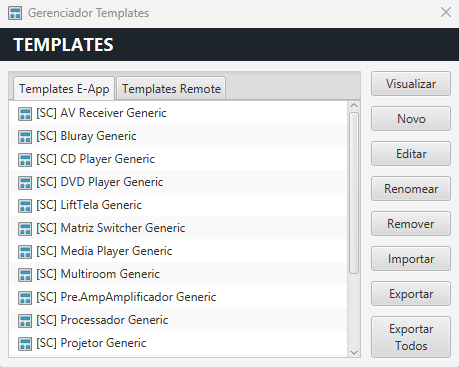 Gerenciador Templates
TEMPLATES
Templates E-App
Templates Remote
[SC] AV Receiver Generic
[SC] Bluray Generic
[SC] CD Player Generic
[SC] DVD Player Generic
[SC] LiftTela Generic
[SC] Matriz Switcher Generic
[SC] Media Player Generic
[SC] Multiroom Generic
[SC] Pre.AmpAmplificador Generic
[SC] Processador Generic
[SC] Projetor Generic
Visualizar
Novo
Editar
Renomear
Remover
Importar
Exportar
Exportar
Todos